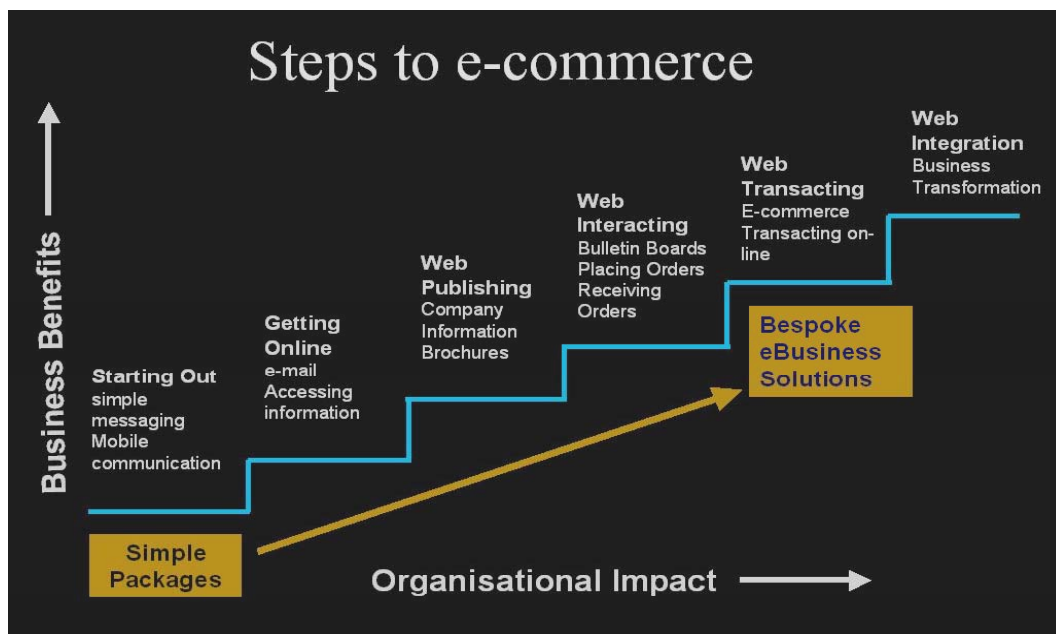 Steps to e-commerce
Business Benefits
Starting Out
simple
messaging
Mobile
communication
Getting
Online
e-mail
Accessing
information
Web
Publishing
Company
Information
Brochures
Web
Interacting
Bulletin Boards
Placing Orders
Receiving
Orders
Web
Transacting
E-commerce
Transacting on-
line
Web
Integration
Business
Transformation
Bespoke
eBusiness
Solutions
Simple
Packages
Organisational Impact